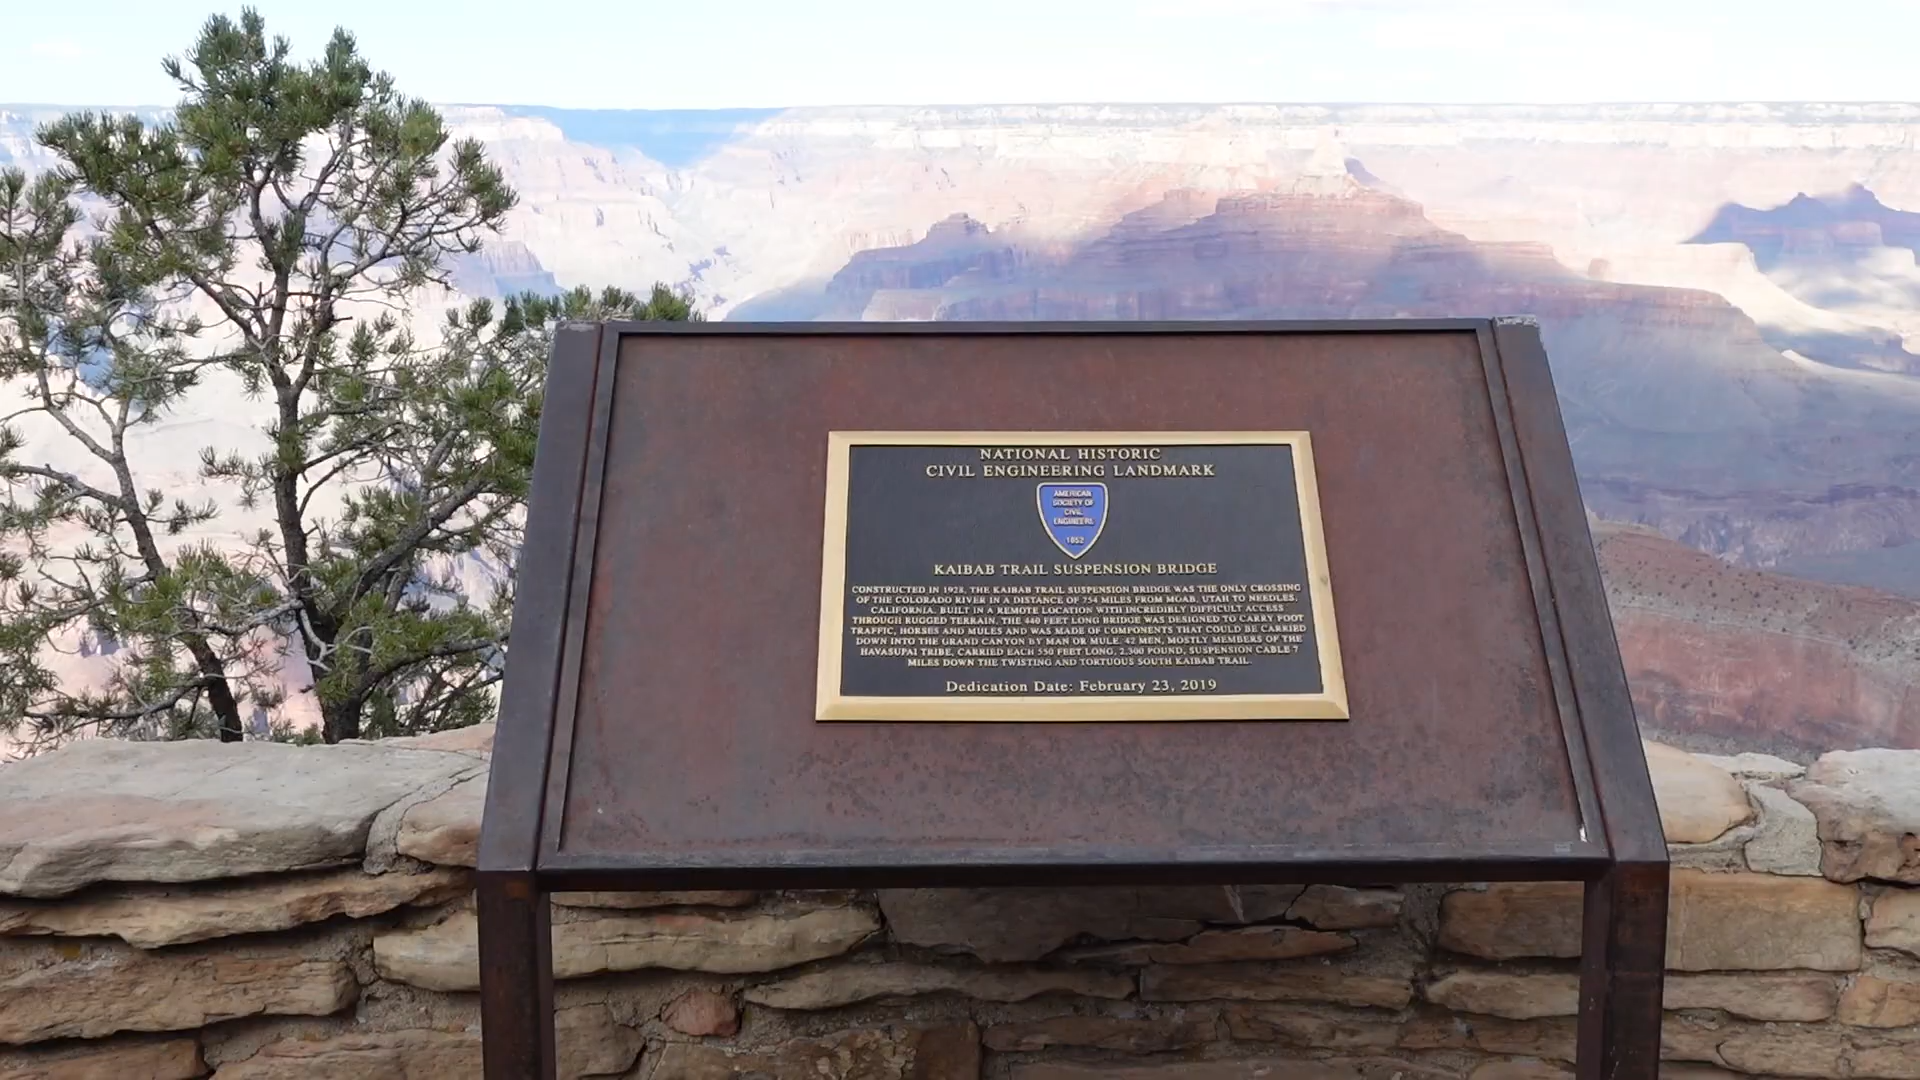 NATIONAL HISTORIC
CIVIL ENGINEERING LANDMARK
AMERICAN
SOCIETY OF
CIVIL
ENGINEERS
1852
KAIBAB TRAIL SUSPENSION BRIDGE
CONSTRUCTED IN 1928, THE KAIBAB TRAIL SUSPENSION BRIDGE WAS THE ONLY CROSSING
OF THE COLORADO RIVER IN A DISTANCE OF 754 MILES FROM MOAB, UTAH TO NEEDLES,
CALIFORNIA. BUILT IN A REMOTE LOCATION WITH INCREDIBLY DIFFICULT ACCESS
THROUGH RUGGED TERRAIN, THE 440 FEET LONG BRIDGE WAS DESIGNED TO CARRY FOOT
TRAFFIC, HORSES AND MULES AND WAS MADE OF COMPONENTS THAT COULD BE CARRIED
DOWN INTO THE GRAND CANYON BY MAN OR MULE. 42 MEN, MOSTLY MEMBERS OF THE
HAVASUPAI TRIBE, CARRIED EACH 550 FEET LONG, 2,300 POUND, SUSPENSION CABLE 7
MILES DOWN THE TWISTING AND TORTUOUS SOUTH KAIBAB TRAIL.
Dedication Date: February 23, 2019